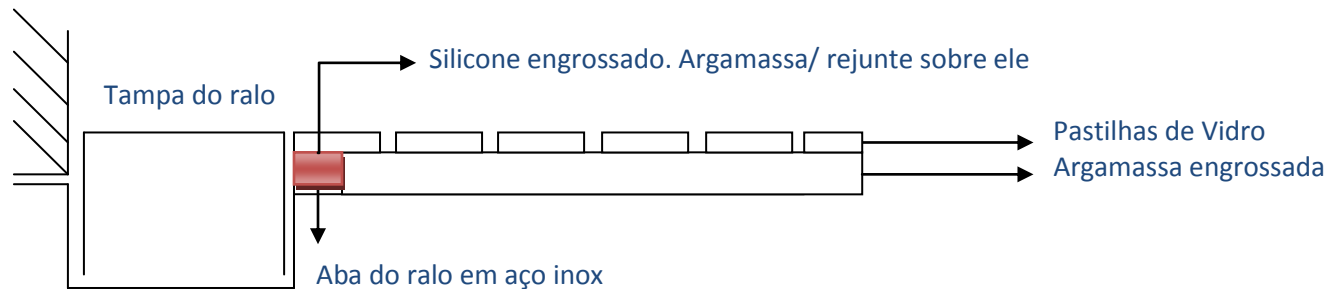 Silicone engrossado. Argamassa/ rejunte sobre ele
Tampa do ralo
Pastilhas de Vidro
Argamassa engrossada
Aba do ralo em aço inox